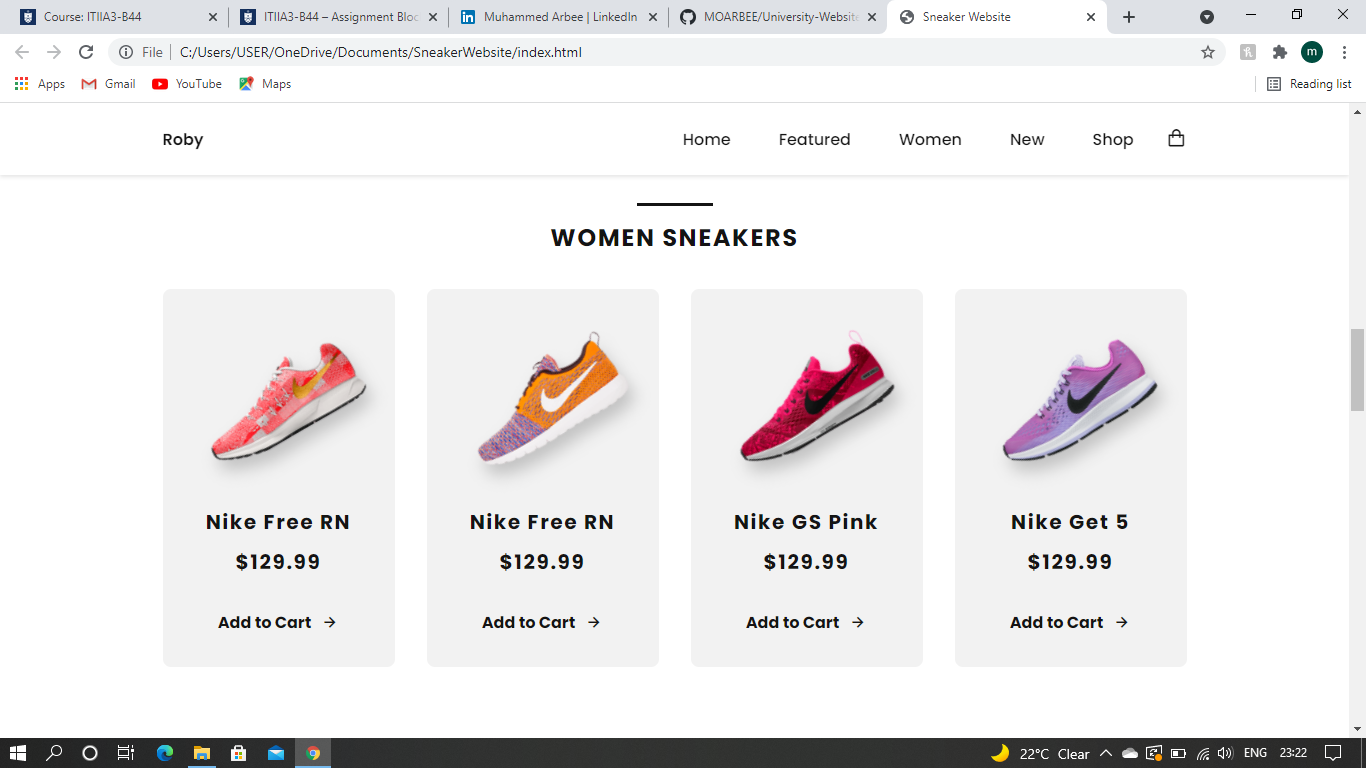 Course: ITIIA3-B44
ITIIA3-B44 – Assignment Bloc
Muhammed Arbee | LinkedIn
MOARBEE/University-Website
Sneaker Website
File
C:/Users/USER/OneDrive/Documents/SneakerWebsite/index.html
m
Apps
Gmail
YouTube
Maps
Reading list
Roby
Home
Featured
Women
New
Shop
WOMEN SNEAKERS
Nike Free RN
$129.99
Add to Cart →
Nike Free RN
$129.99
Add to Cart →
Nike GS Pink
$129.99
Add to Cart →
Nike Get 5
$129.99
Add to Cart →
22°C Clear
ENG
23:22